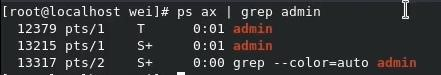 [root@localhost wei]# ps ax | grep admin
12379 pts/1    T      0:01 admin
13215 pts/1    S+     0:01 admin
13317 pts/2    S+     0:00 grep --color=auto admin